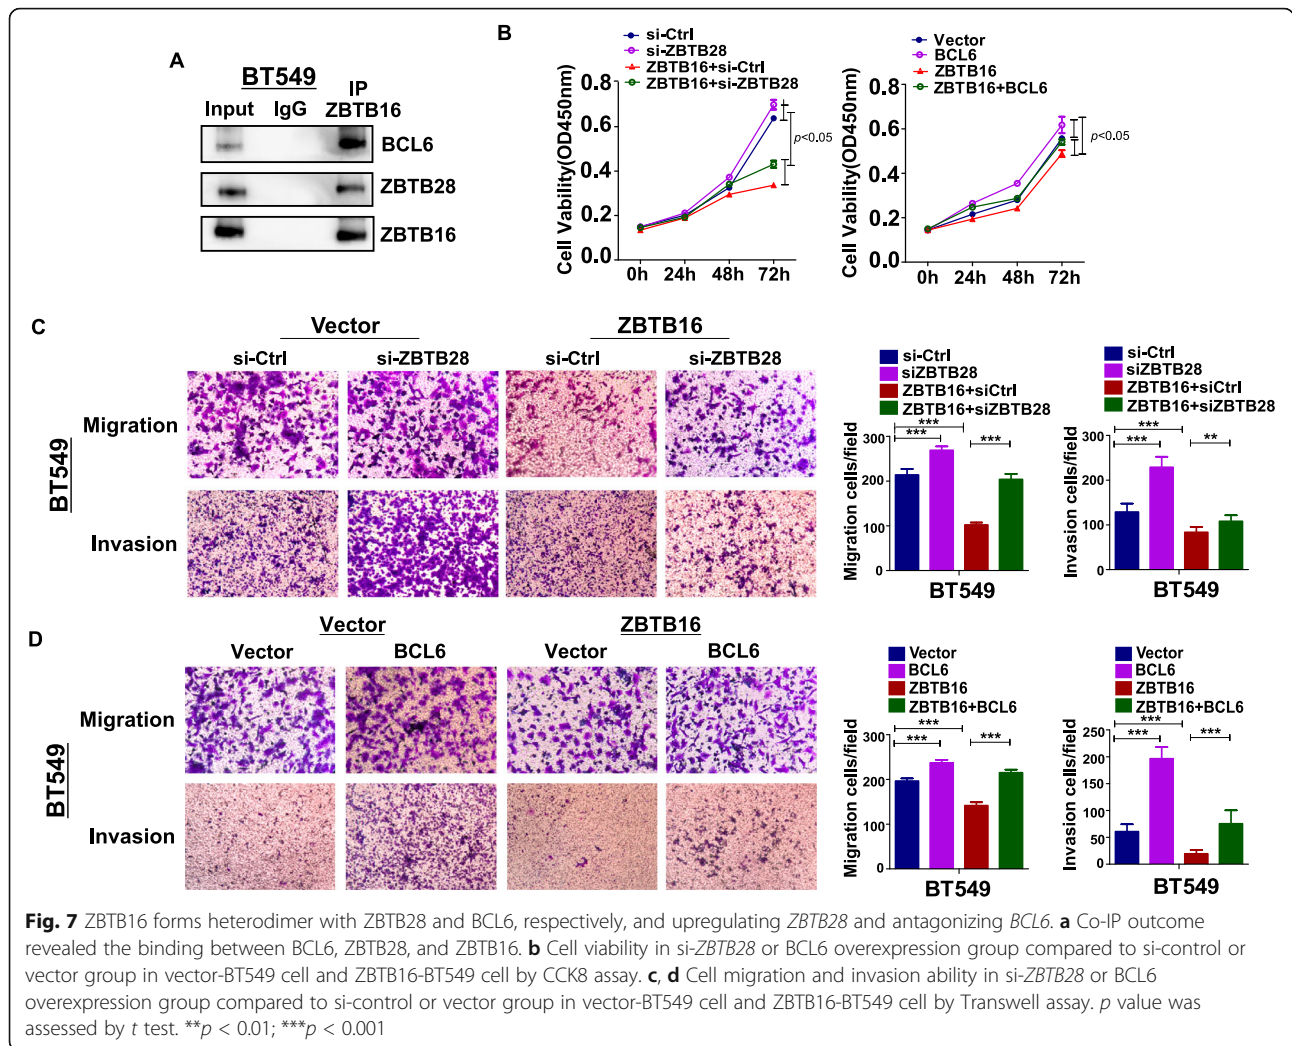 A
BT549
IP
Input IgG ZBTB16
BCL6
ZBTB28
ZBTB16
B
si-Ctrl
si-ZBTB28
ZBTB16+si-Ctrl
ZBTB16+si-ZBTB28
Cell Vability(OD450nm)
0.8
0.6
0.4
0.2
0.0
0h 24h 48h 72h
p<0.05
Vector
BCL6
ZBTB16
ZBTB16+BCL6
Cell Viability(OD450nm)
0.8
0.6
0.4
0.2
0.0
0h 24h 48h 72h
p<0.05
C
Vector ZBTB16
si-Ctrl si-ZBTB28 si-Ctrl si-ZBTB28
BT549
Migration
Invasion
si-Ctrl
siZBTB28
ZBTB16+siCtrl
ZBTB16+siZBTB28
Migration cells/field
300
200
100
0
***
***
***
BT549
si-Ctrl
siZBTB28
ZBTB16+siCtrl
ZBTB16+siZBTB28
Invasion cells/field
300
200
100
0
***
***
**
BT549
D
Vector ZBTB16
Vector BCL6 Vector BCL6
BT549
Migration
Invasion
Vector
BCL6
ZBTB16
ZBTB16+BCL6
Migration cells/field
300
200
100
0
***
***
***
BT549
Vector
BCL6
ZBTB16
ZBTB16+BCL6
Invasion cells/field
250
200
150
100
50
0
***
***
***
BT549
Fig. 7 ZBTB16 forms heterodimer with ZBTB28 and BCL6, respectively, and upregulating ZBTB28 and antagonizing BCL6. a Co-IP outcome
revealed the binding between BCL6, ZBTB28, and ZBTB16. b Cell viability in si-ZBTB28 or BCL6 overexpression group compared to si-control or
vector group in vector-BT549 cell and ZBTB16-BT549 cell by CCK8 assay. c, d Cell migration and invasion ability in si-ZBTB28 or BCL6
overexpression group compared to si-control or vector group in vector-BT549 cell and ZBTB16-BT549 cell by Transwell assay. p value was
assessed by t test. **p < 0.01; ***p < 0.001